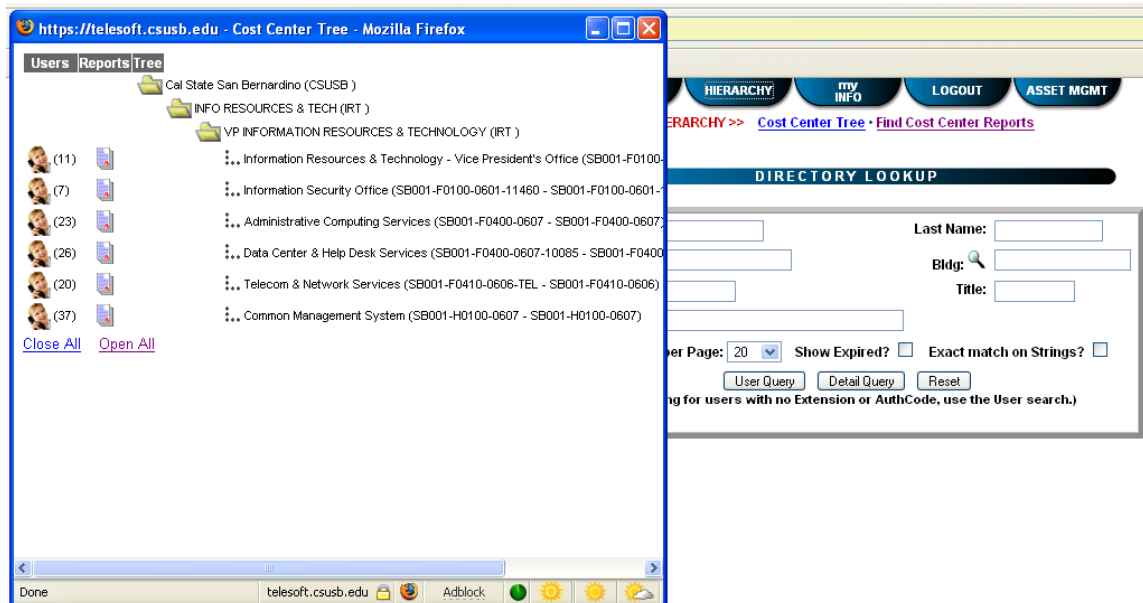 https://telesoft.csusb.edu - Cost Center Tree - Mozilla Firefox
Users Reports Tree
Cal State San Bernardino (CSUSB )
INFO RESOURCES & TECH (IRT )
VP INFORMATION RESOURCES & TECHNOLOGY (IRT )
(11) Information Resources & Technology - Vice President's Office (SB001-F0100-
(7) Information Security Office (SB001-F0100-0601-11460 - SB001-F0100-0601-
(23) Administrative Computing Services (SB001-F0400-0607 - SB001-F0400-0607)
(26) Data Center & Help Desk Services (SB001-F0400-0607-10085 - SB001-F0400
(20) Telecom & Network Services (SB001-F0410-0606-TEL - SB001-F0410-0606)
(37) Common Management System (SB001-H0100-0607 - SB001-H0100-0607)
Close All Open All
Done telesoft.csusb.edu Adblock
HIERARCHY my INFO LOGOUT ASSET MGMT
ERARCHY >> Cost Center Tree • Find Cost Center Reports
DIRECTORY LOOKUP
Last Name:
Bldg:
Title:
er Page: 20 Show Expired? Exact match on Strings?
User Query Detail Query Reset
ng for users with no Extension or AuthCode, use the User search.)